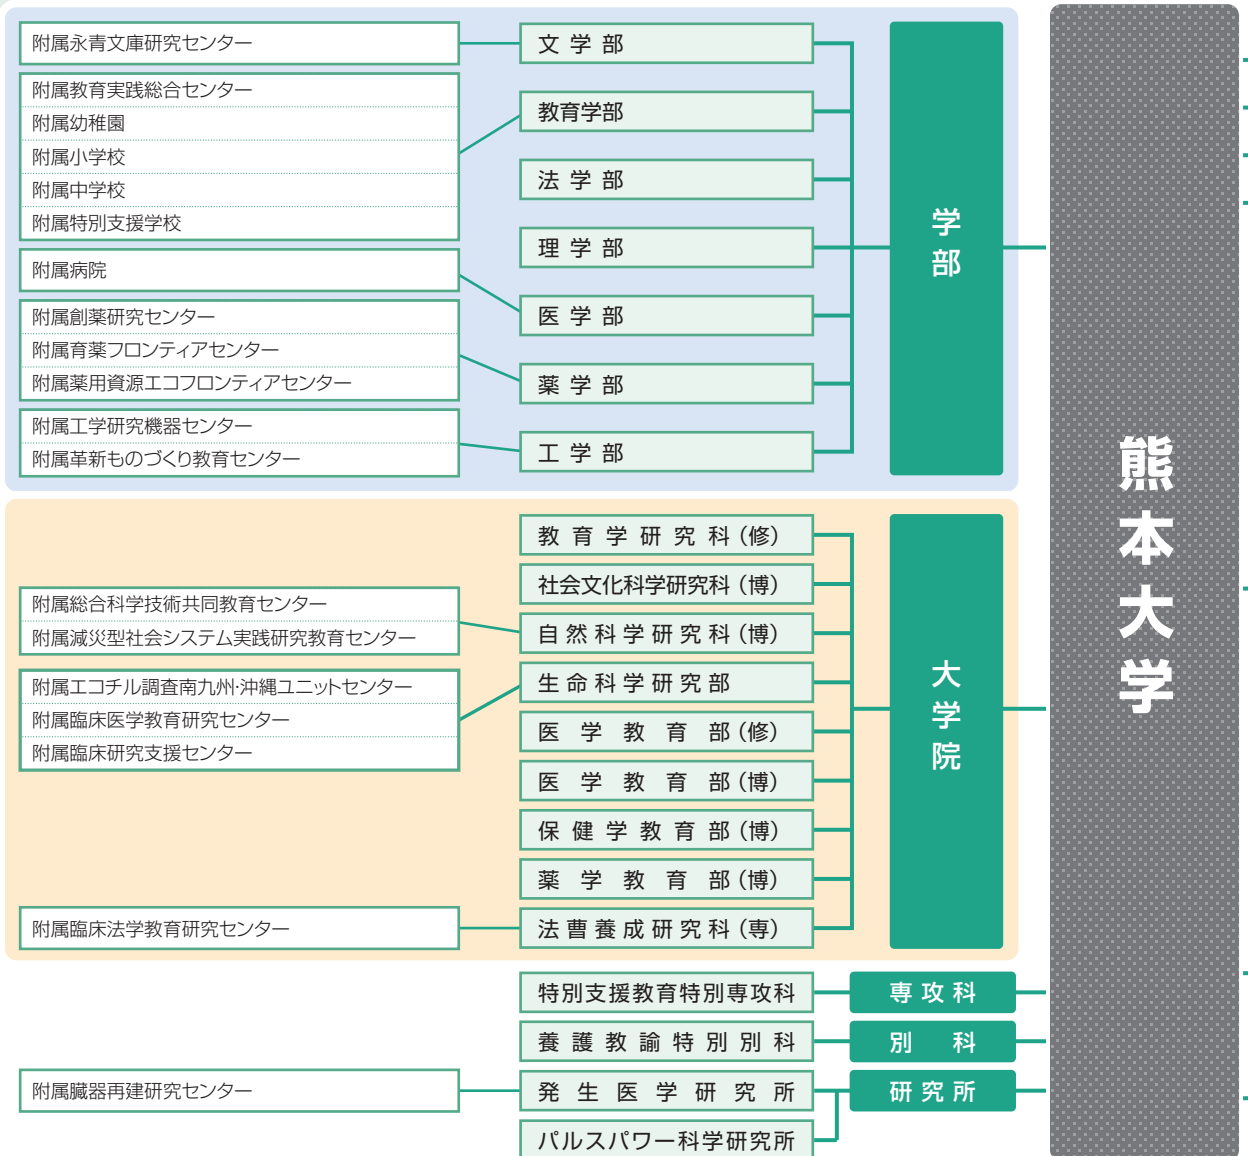 附属永青文庫研究センター
文学部
附属教育実践総合センター
附属幼稚園
附属小学校
附属中学校
附属特別支援学校
教育学部
法学部
理学部
附属病院
医学部
附属創薬研究センター
附属育薬フロンティアセンター
附属薬用資源エコフロンティアセンター
薬学部
附属工学研究機器センター
附属革新ものづくり教育センター
工学部
学部
教育学研究科(修)
社会文化科学研究科(博)
附属総合科学技術共同教育センター
附属減災型社会システム実践研究教育センター
自然科学研究科(博)
附属エコチル調査南九州・沖縄ユニットセンター
附属臨床医学教育研究センター
附属臨床研究支援センター
生命科学研究部
医学教育部(修)
医学教育部(博)
保健学教育部(博)
薬学教育部(博)
附属臨床法学教育研究センター
法曹養成研究科(専)
大学院
特別支援教育特別専攻科
専攻科
養護教諭特別別科
別科
附属臓器再建研究センター
発生医学研究所
パルスパワー科学研究所
研究所
熊本大学